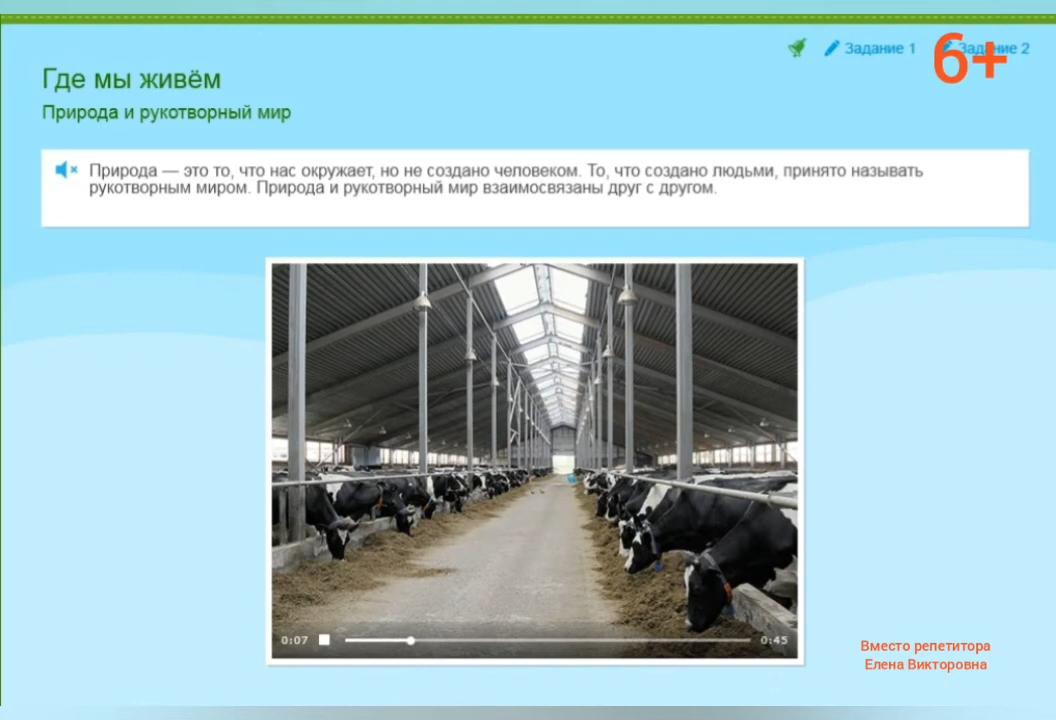 Задание 1
Задание 2
6+
Где мы живём
Природа и рукотворный мир
Природа — это то, что нас окружает, но не создано человеком. То, что создано людьми, принято называть
рукотворным миром. Природа и рукотворный мир взаимосвязаны друг с другом.
0:07
0:45
Вместо репетитора
Елена Викторовна